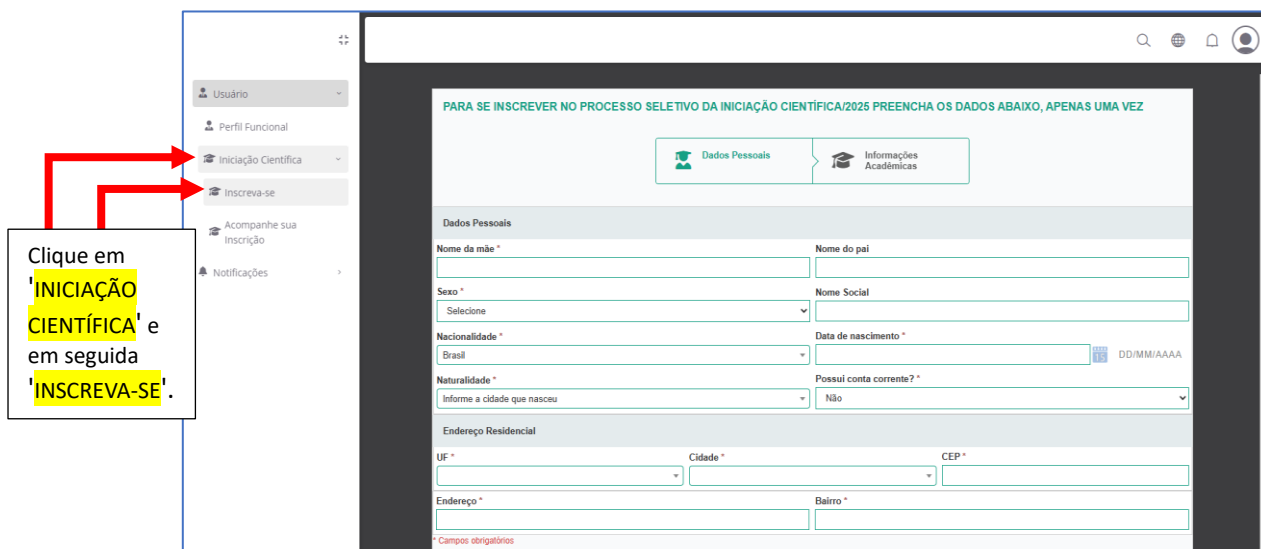 Usuário
Perfil Funcional
Iniciação Científica
Inscreva-se
Acompanhe sua
Inscrição
Notificações
Clique em
'INICIAÇÃO
CIENTÍFICA' e
em seguida
'INSCREVA-SE'.
PARA SE INSCREVER NO PROCESSO SELETIVO DA INICIAÇÃO CIENTÍFICA/2025 PREENCHA OS DADOS ABAIXO, APENAS UMA VEZ
Dados Pessoais
Informações
Acadêmicas
Dados Pessoais
Nome da mãe * Nome do pai
Sexo * Nome Social
Selecione
Nacionalidade * Data de nascimento *
Brasil 15 DD/MM/AAAA
Naturalidade * Possui conta corrente? *
Informe a cidade que nasceu Não
Endereço Residencial
UF * Cidade * CEP *
Endereço * Bairro *
* Campos obrigatórios